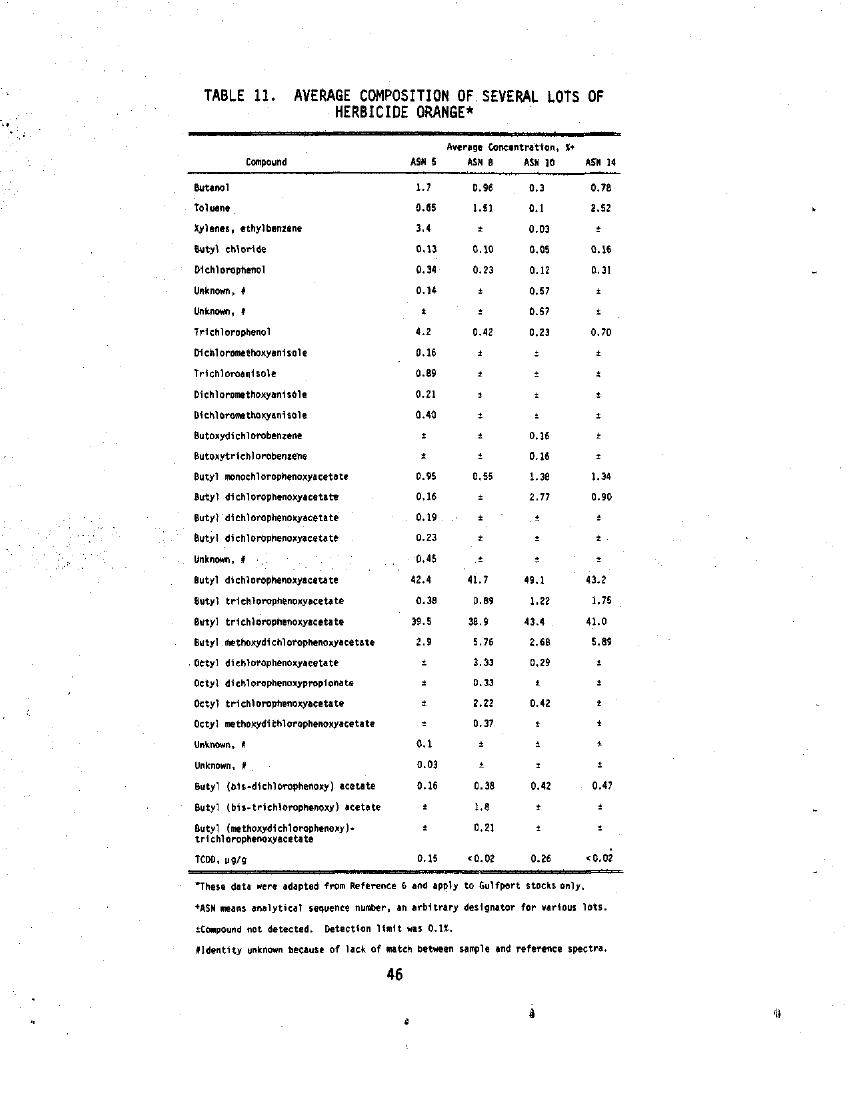 TABLE 11. AVERAGE COMPOSITION OF SEVERAL LOTS OF
HERBICIDE ORANGE*
Average Concentration, %+
Compound ASN 5 ASN 8 ASN 10 ASN 14
Butanol 1.7 0.96 0.3 0.78
Toluene 0.65 1.51 0.1 2.52
Xylenes, ethylbenzene 3.4 ± 0.03 ±
Butyl chloride 0.13 0.10 0.05 0.16
Dichlorophenol 0.34 0.23 0.12 0.31
Unknown, # 0.14 ± 0.57 ±
Unknown, # ± ± 0.57 ±
Trichlorophenol 4.2 0.42 0.23 0.70
Dichloromethoxyanisole 0.16 ± ± ±
Trichloroanisole 0.89 ± ± ±
Dichloromethoxyanisole 0.21 ± ± ±
Dichloromethoxyanisole 0.40 ± ± ±
Butoxydichlorobenzene ± ± 0.16 ±
Butoxytrichlorobenzene ± ± 0.16 ±
Butyl monochlorophenoxyacetate 0.95 0.55 1.38 1.34
Butyl dichlorophenoxyacetate 0.16 ± 2.77 0.90
Butyl dichlorophenoxyacetate 0.19 ± ± ±
Butyl dichlorophenoxyacetate 0.23 ± ± ±
Unknown, # 0.45 ± ± ±
Butyl dichlorophenoxyacetate 42.4 41.7 49.1 43.2
Butyl trichlorophenoxyacetate 0.38 0.89 1.22 1.75
Butyl trichlorophenoxyacetate 39.5 38.9 43.4 41.0
Butyl methoxydichlorophenoxyacetate 2.9 5.76 2.68 5.89
Octyl dichlorophenoxyacetate ± 3.33 0.29 ±
Octyl dichlorophenoxypropionate ± 0.33 ± ±
Octyl trichlorophenoxyacetate ± 2.22 0.42 ±
Octyl methoxydichlorophenoxyacetate ± 0.37 ± ±
Unknown, # 0.1 ± ± ±
Unknown, # 0.03 ± ± ±
Butyl (bis-dichlorophenoxy) acetate 0.16 0.38 0.42 0.47
Butyl (bis-trichlorophenoxy) acetate ± 1.8 ± ±
Butyl (methoxydichlorophenoxy)- ± 0.21 ± ±
trichlorophenoxyacetate
TCDD, µg/g 0.15 <0.02 0.26 <0.02
*These data were adapted from Reference 6 and apply to Gulfport stocks only.
+ASN means analytical sequence number, an arbitrary designator for various lots.
±Compound not detected. Detection limit was 0.1%.
#Identity unknown because of lack of match between sample and reference spectra.
46